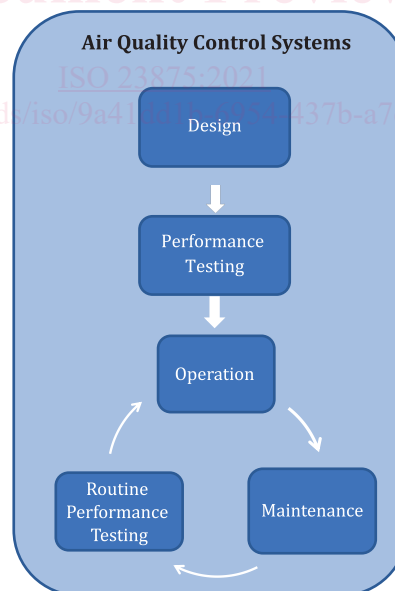 Air Quality Control Systems
ISO 23875:2021
Design
Performance
Testing
Operation
Routine
Performance
Testing
Maintenance